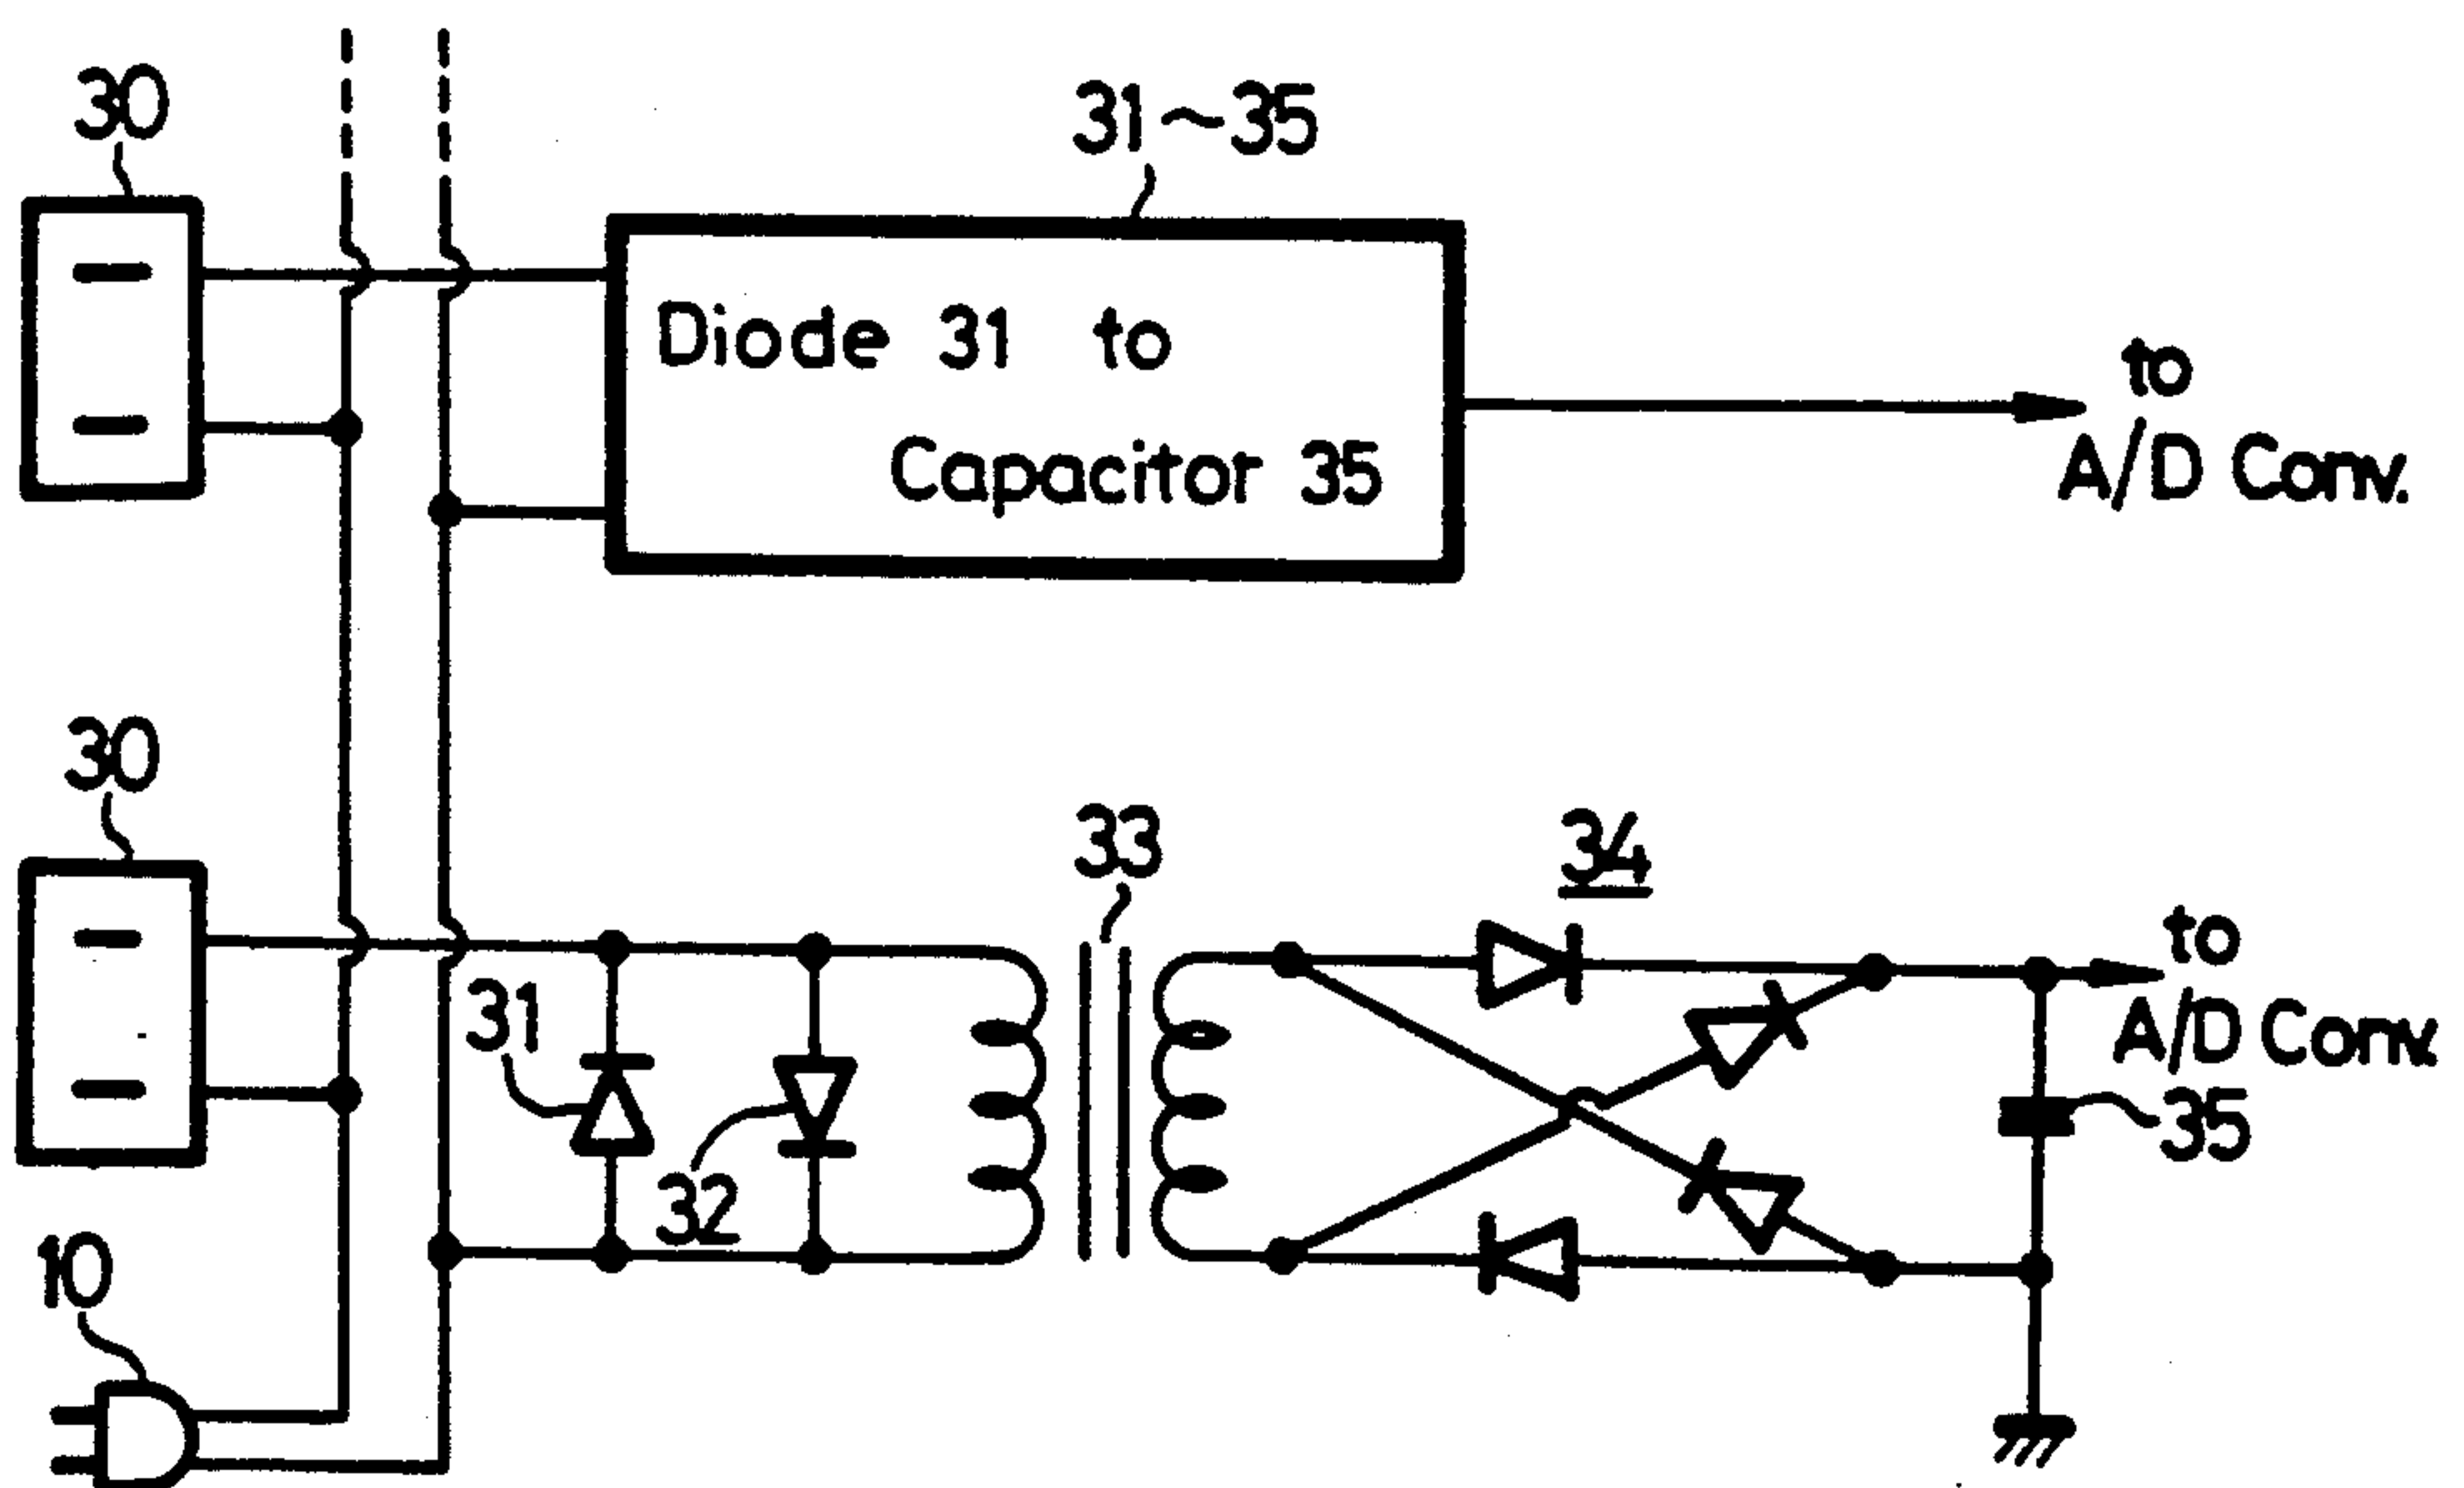 30
31~35
Diode 31 to
Capacitor 35
to
A/D Conv.
30
33
34
to
A/D Conv.
31
35
32
10